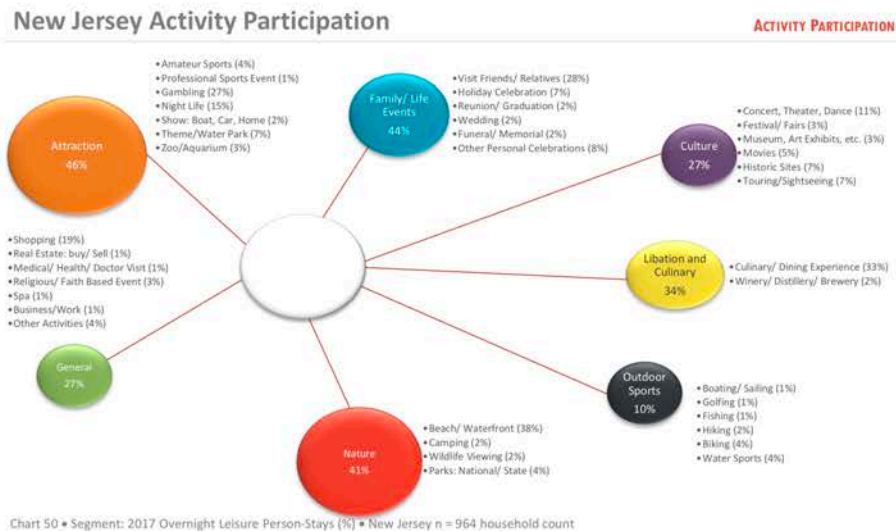 New Jersey Activity Participation
ACTIVITY PARTICIPATION
Attraction
46%
•Amateur Sports (4%)
•Professional Sports Event (1%)
•Gambling (27%)
•Night Life (15%)
•Show: Boat, Car, Home (2%)
•Theme/Water Park (7%)
•Zoo/Aquarium (3%)
Family/ Life
Events
44%
•Visit Friends/ Relatives (28%)
•Holiday Celebration (7%)
•Reunion/ Graduation (2%)
•Wedding (2%)
•Funeral/ Memorial (2%)
•Other Personal Celebrations (8%)
Culture
27%
•Concert, Theater, Dance (11%)
•Festival/ Fairs (3%)
•Museum, Art Exhibits, etc. (3%)
•Movies (5%)
•Historic Sites (7%)
•Touring/Sightseeing (7%)
•Shopping (19%)
•Real Estate: buy/ Sell (1%)
•Medical/ Health/ Doctor Visit (1%)
•Religious/ Faith Based Event (3%)
•Spa (1%)
•Business/Work (1%)
•Other Activities (4%)
General
27%
Libation and
Culinary
34%
•Culinary/ Dining Experience (33%)
•Winery/ Distillery/ Brewery (2%)
Nature
41%
•Beach/ Waterfront (38%)
•Camping (2%)
•Wildlife Viewing (2%)
•Parks: National/ State (4%)
Outdoor
Sports
10%
•Boating/ Sailing (1%)
•Golfing (1%)
•Fishing (1%)
•Hiking (2%)
•Biking (4%)
•Water Sports (4%)
Chart 50 • Segment: 2017 Overnight Leisure Person-Stays (%) • New Jersey n = 964 household count